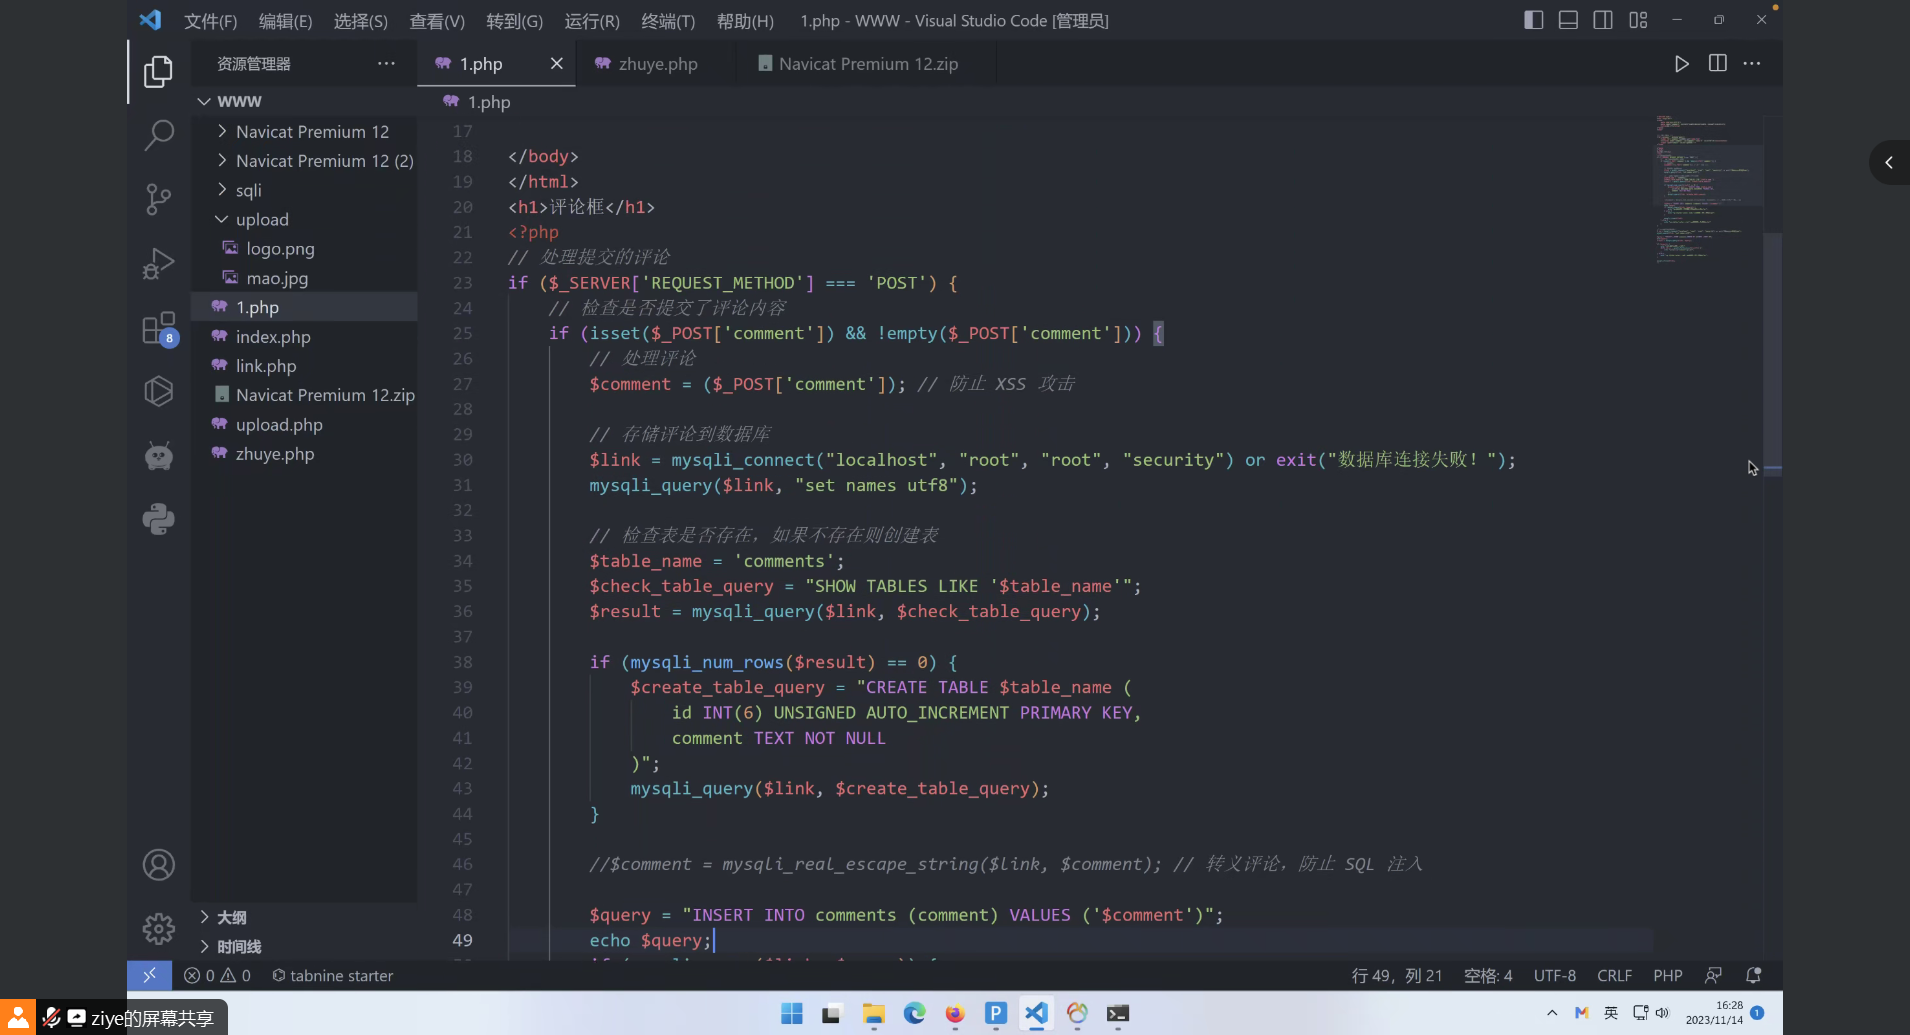 文件(F) 编辑(E) 选择(S) 查看(V) 转到(G) 运行(R) 终端(T) 帮助(H) 1.php - WWW - Visual Studio Code [管理员]
资源管理器 ··· 1.php zhuye.php Navicat Premium 12.zip
WWW
1.php
Navicat Premium 12
Navicat Premium 12 (2)
sqli
upload
logo.png
mao.jpg
1.php
index.php
link.php
Navicat Premium 12.zip
upload.php
zhuye.php
8
大纲
时间线
17
18 </body>
19 </html>
20 <h1>评论框</h1>
21 <?php
22 // 处理提交的评论
23 if ($_SERVER['REQUEST_METHOD'] === 'POST') {
24 // 检查是否提交了评论内容
25 if (isset($_POST['comment']) && !empty($_POST['comment'])) {
26 // 处理评论
27 $comment = ($_POST['comment']); // 防止 XSS 攻击
28
29 // 存储评论到数据库
30 $link = mysqli_connect("localhost", "root", "root", "security") or exit("数据库连接失败！");
31 mysqli_query($link, "set names utf8");
32
33 // 检查表是否存在，如果不存在则创建表
34 $table_name = 'comments';
35 $check_table_query = "SHOW TABLES LIKE '$table_name'";
36 $result = mysqli_query($link, $check_table_query);
37
38 if (mysqli_num_rows($result) == 0) {
39 $create_table_query = "CREATE TABLE $table_name (
40 id INT(6) UNSIGNED AUTO_INCREMENT PRIMARY KEY,
41 comment TEXT NOT NULL
42 )";
43 mysqli_query($link, $create_table_query);
44 }
45
46 //$comment = mysqli_real_escape_string($link, $comment); // 转义评论，防止 SQL 注入
47
48 $query = "INSERT INTO comments (comment) VALUES ('$comment')";
49 echo $query;
0 0 tabnine starter 行 49，列 21 空格: 4 UTF-8 CRLF PHP
ziye的屏幕共享
英 16:28
2023/11/14 1